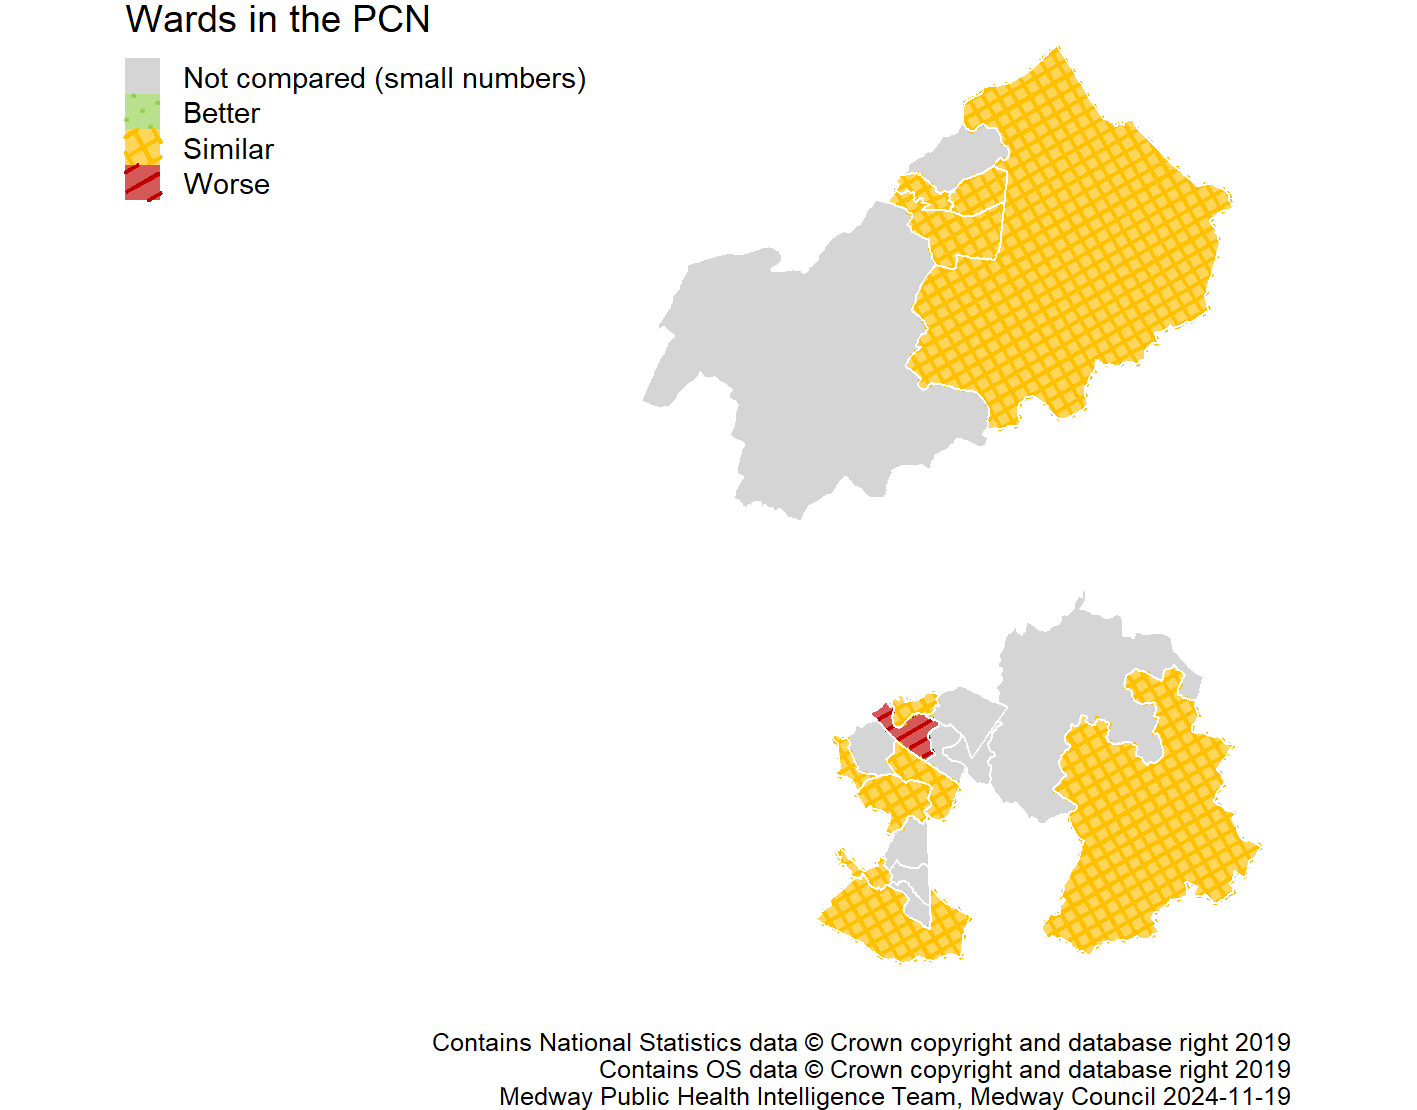 Wards in the PCN
Not compared (small numbers)
Better
Similar
Worse
Contains National Statistics data © Crown copyright and database right 2019
Contains OS data © Crown copyright and database right 2019
Medway Public Health Intelligence Team, Medway Council 2024-11-19